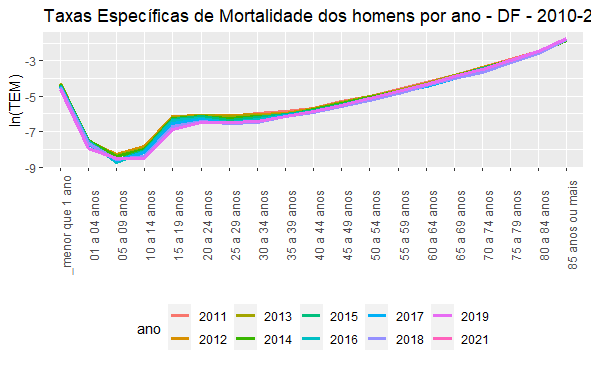 Taxas Específicas de Mortalidade dos homens por ano - DF - 2010-2
ln(TEM)
-3
-5
-7
-9
_menor que 1 ano
01 a 04 anos
05 a 09 anos
10 a 14 anos
15 a 19 anos
20 a 24 anos
25 a 29 anos
30 a 34 anos
35 a 39 anos
40 a 44 anos
45 a 49 anos
50 a 54 anos
55 a 59 anos
60 a 64 anos
65 a 69 anos
70 a 74 anos
75 a 79 anos
80 a 84 anos
85 anos ou mais
ano
2011 2013 2015 2017 2019
2012 2014 2016 2018 2021